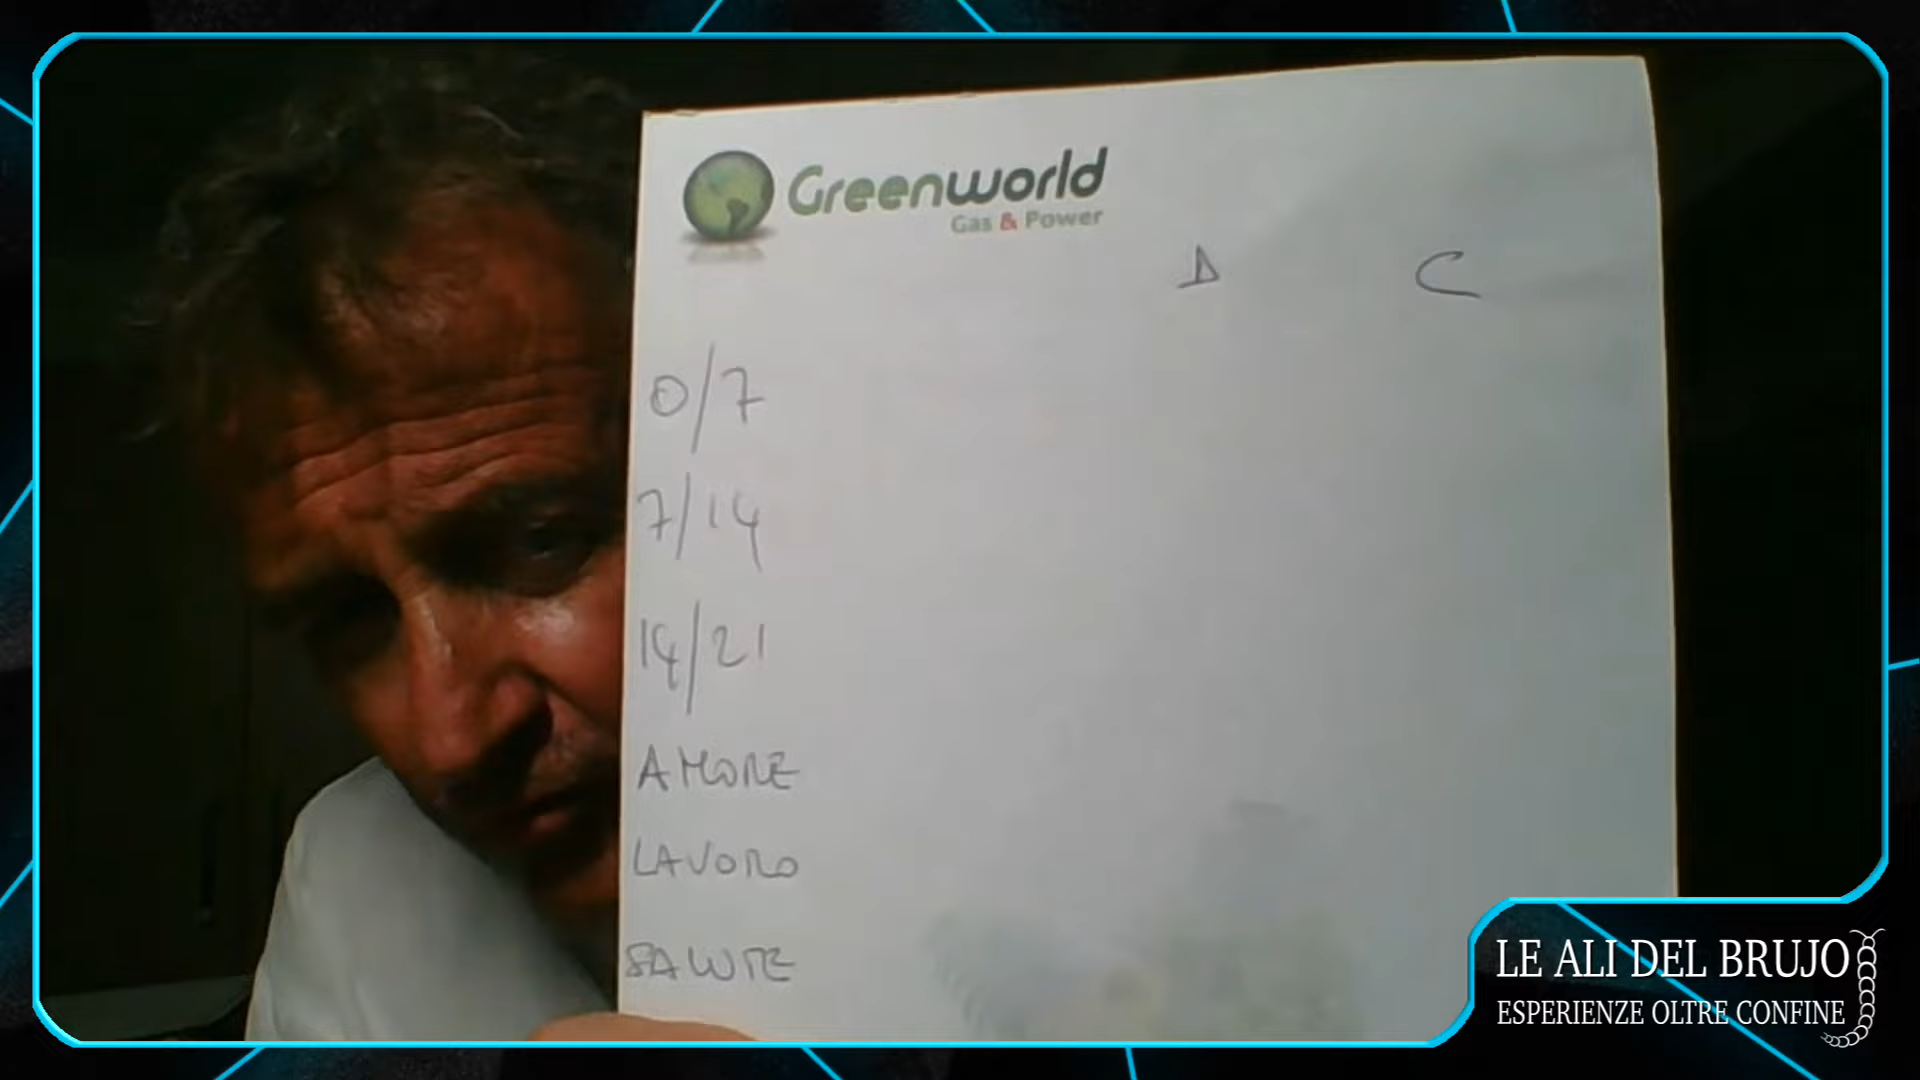 Greenworld
Gas & Power
D C
0/7
7/14
14/21
AMORE
LAVORO
SALUTE
LE ALI DEL BRUJO
ESPERIENZE OLTRE CONFINE